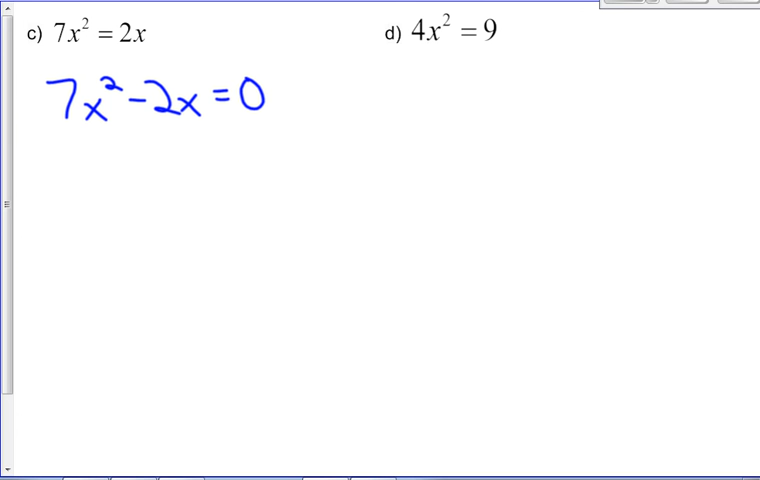 c) 7x² = 2x
d) 4x² = 9
7x² - 2x = 0